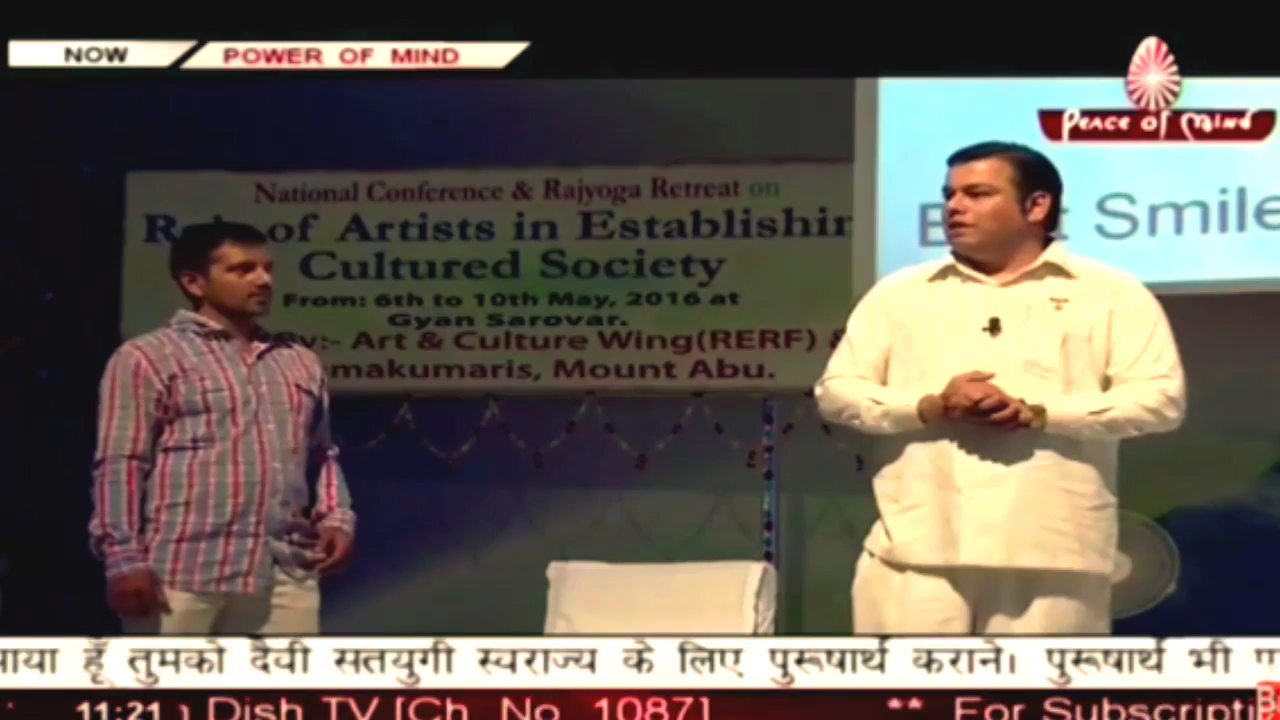 NOW POWER OF MIND
Peace of Mind
National Conference & Rajyoga Retreat on
of Artists in Establishin
Cultured Society
From: 6th to 10th May, 2016 at
Gyan Sarovar.
By:- Art & Culture Wing(RERF) &
makumaris, Mount Abu.
Smile
हूँ तुमको देवी सतयुगी स्वराज्य के लिए पुरूषार्थ कराने। पुरूषार्थ भी
11:21 Dish TV [Ch. No. 1087] ** For Subscripti